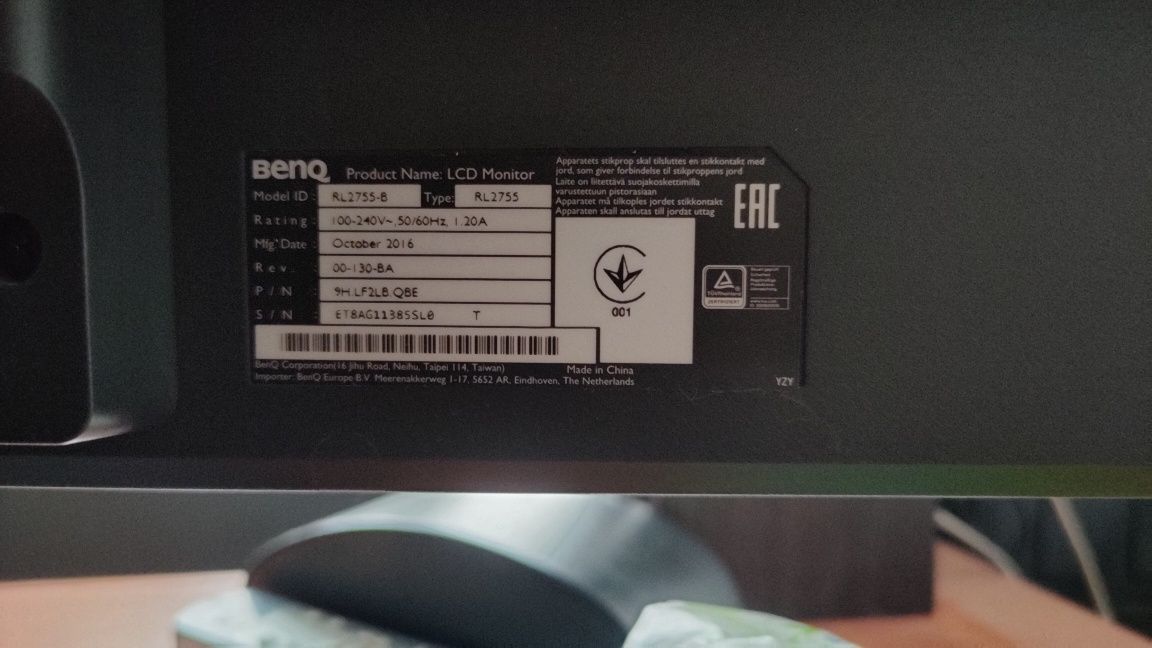 BenQ
Product Name: LCD Monitor
Model ID : RL2755-B Type: RL2755
Rating : 100-240V~, 50/60Hz, 1.20A
Mfg. Date : October 2016
Rev. : 00-130-BA
P / N : 9H.LF2LB.QBE
S / N : ET8AG11385SL0 T
BenQ Corporation(16 Jihu Road, Neihu, Taipei 114, Taiwan)
Made in China
Importer: BenQ Europe B.V. Meerenakkerweg 1-17, 5652 AR, Eindhoven, The Netherlands
Apparatets stikprop skal tilsluttes en stikkontakt med
jord, som giver forbindelse til stikproppens jord
Laite on liitettävä suojakoskettimilla
varustettuun pistorasiaan
Apparatet må tilkoples jordet stikkontakt
Apparaten skall anslutas till jordat uttag
EAC
001
TÜVRheinland
ZERTIFIZIERT
YZY